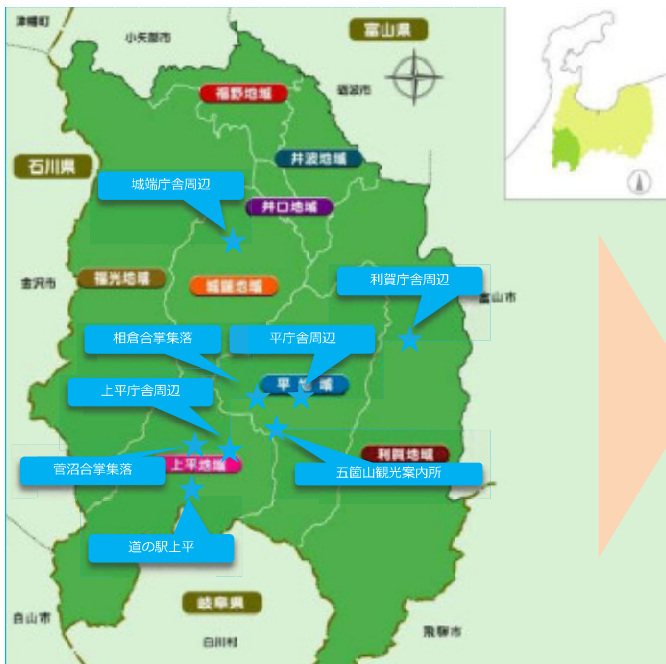 津幡町
小矢部市
富山県
砺波市
福野地域
井波地域
石川県
城端庁舎周辺
井口地域
金沢市
福光地域
城端地域
利賀庁舎周辺
富山市
相倉合掌集落
平庁舎周辺
平地域
上平庁舎周辺
利賀地域
菅沼合掌集落
上平地域
五箇山観光案内所
道の駅上平
岐阜県
白山市
白川村
飛騨市